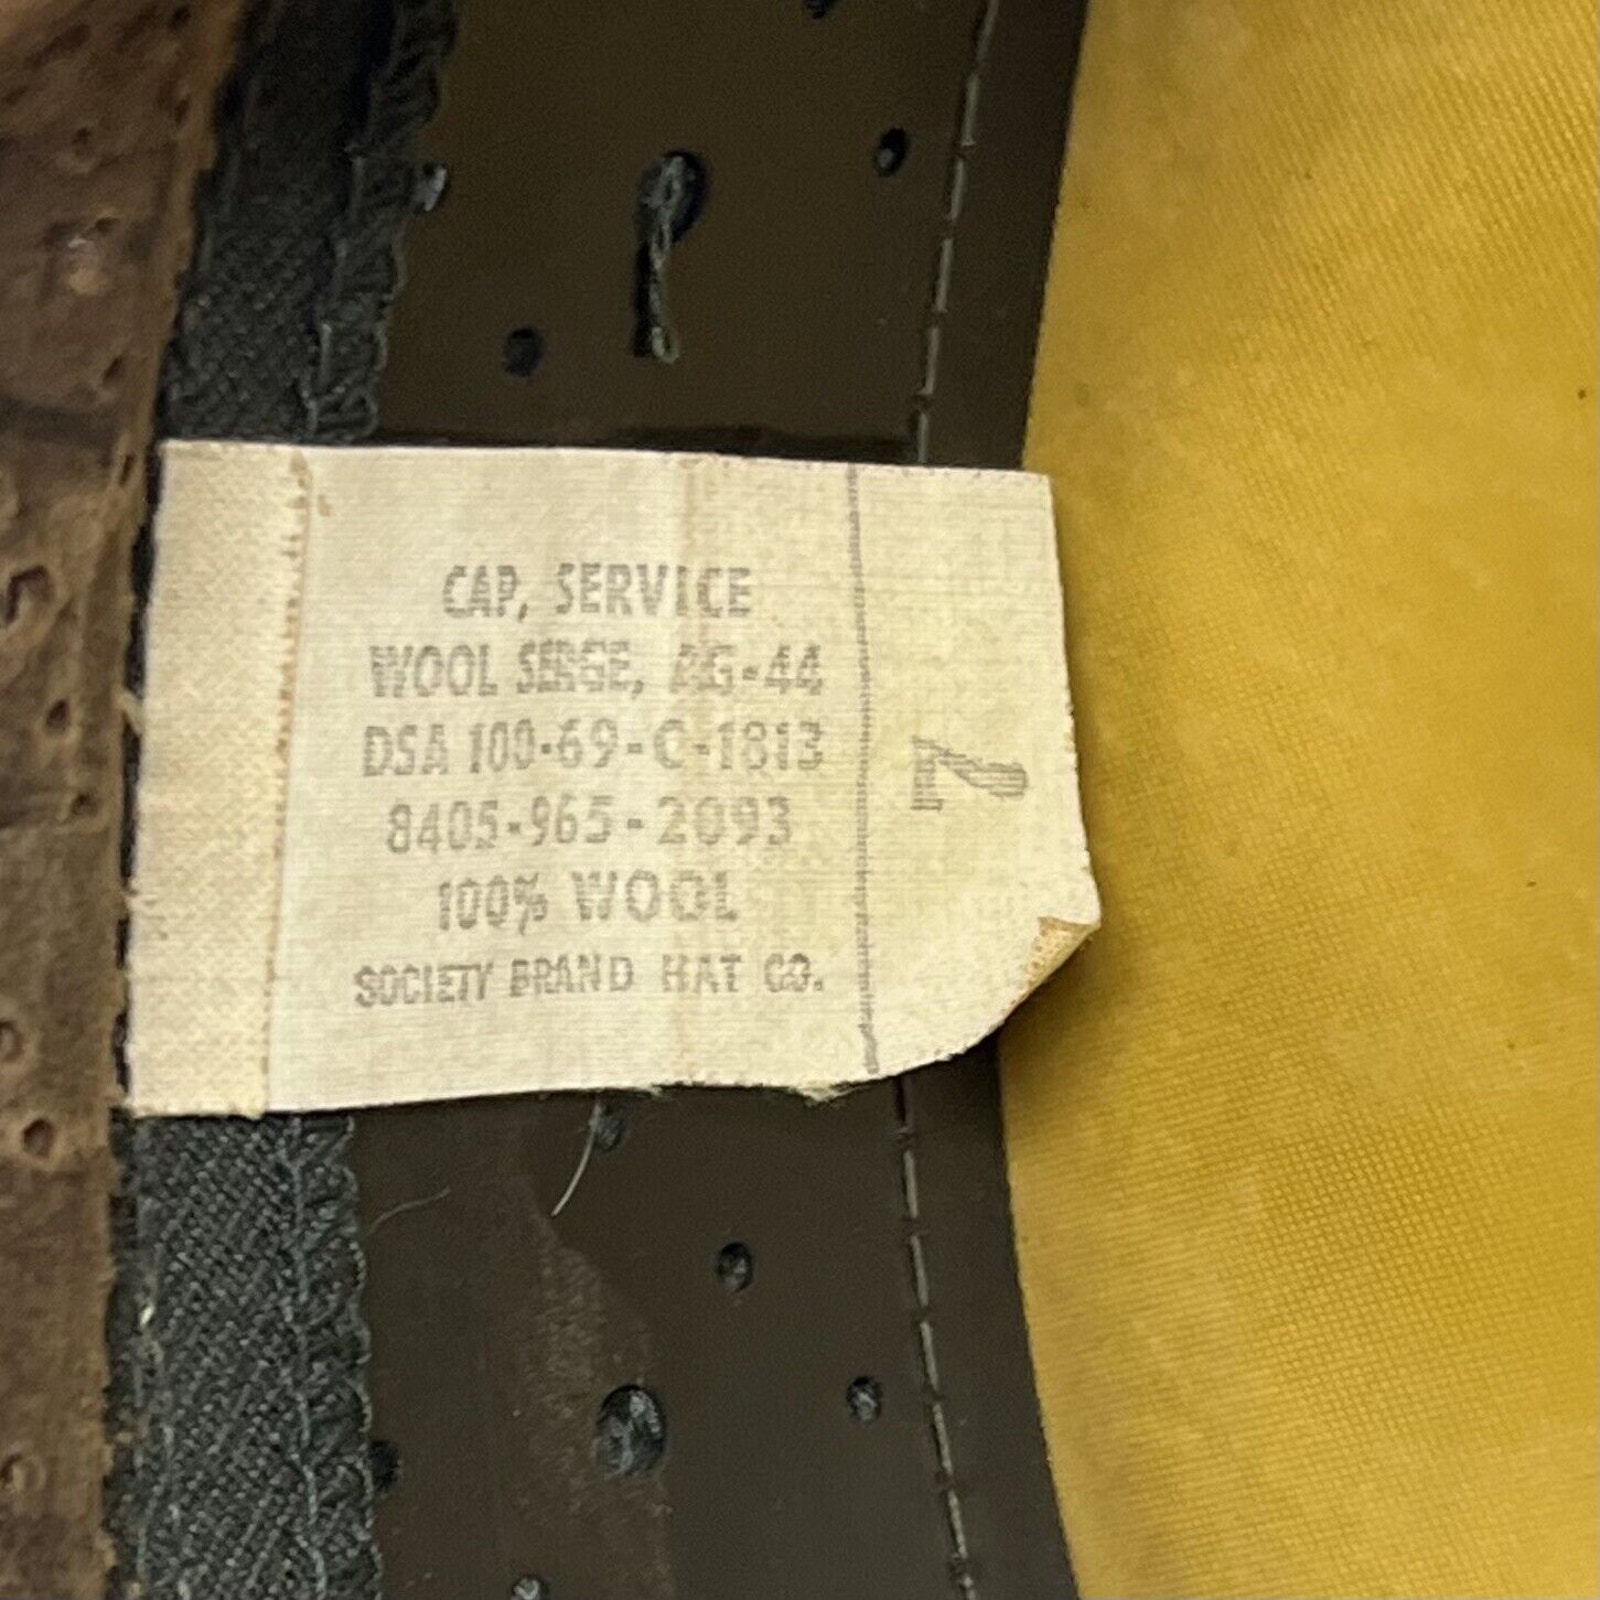 CAP, SERVICE
WOOL SERGE, AG-44
DSA 100-69-C-1813
8405-965-2093
100% WOOL
SOCIETY BRAND HAT CO.
7